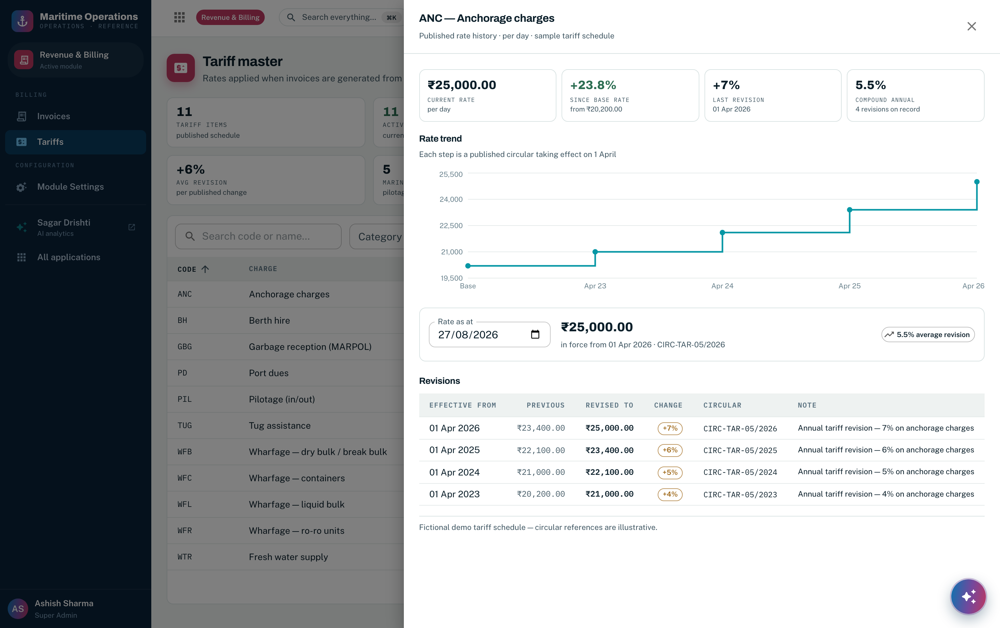 Maritime Operations
OPERATIONS · REFERENCE
Revenue & Billing
Active module
BILLING
Invoices
Tariffs
CONFIGURATION
Module Settings
Sagar Drishti
AI analytics
All applications
AS
Ashish Sharma
Super Admin
Revenue & Billing
Search everything...
⌘K
Tariff master
Rates applied when invoices are generated from
11
TARIFF ITEMS
published schedule
11
+6%
AVG REVISION
per published change
5
Search code or name...
Category
CODE CHARGE
ANC Anchorage charges
BH Berth hire
GBG Garbage reception (MARPOL)
PD Port dues
PIL Pilotage (in/out)
TUG Tug assistance
WFB Wharfage — dry bulk / break bulk
WFC Wharfage — containers
WFL Wharfage — liquid bulk
WFR Wharfage — ro-ro units
WTR Fresh water supply
ANC — Anchorage charges
Published rate history · per day · sample tariff schedule
₹25,000.00
CURRENT RATE
per day
+23.8%
SINCE BASE RATE
from ₹20,200.00
+7%
LAST REVISION
01 Apr 2026
5.5%
COMPOUND ANNUAL
4 revisions on record
Rate trend
Each step is a published circular taking effect on 1 April
25,500
24,000
22,500
21,000
19,500
Base Apr 23 Apr 24 Apr 25 Apr 26
Rate as at
27/08/2026
₹25,000.00
in force from 01 Apr 2026 · CIRC-TAR-05/2026
5.5% average revision
Revisions
EFFECTIVE FROM PREVIOUS REVISED TO CHANGE CIRCULAR NOTE
01 Apr 2026 ₹23,400.00 ₹25,000.00 +7% CIRC-TAR-05/2026 Annual tariff revision — 7% on anchorage charges
01 Apr 2025 ₹22,100.00 ₹23,400.00 +6% CIRC-TAR-05/2025 Annual tariff revision — 6% on anchorage charges
01 Apr 2024 ₹21,000.00 ₹22,100.00 +5% CIRC-TAR-05/2024 Annual tariff revision — 5% on anchorage charges
01 Apr 2023 ₹20,200.00 ₹21,000.00 +4% CIRC-TAR-05/2023 Annual tariff revision — 4% on anchorage charges
Fictional demo tariff schedule — circular references are illustrative.